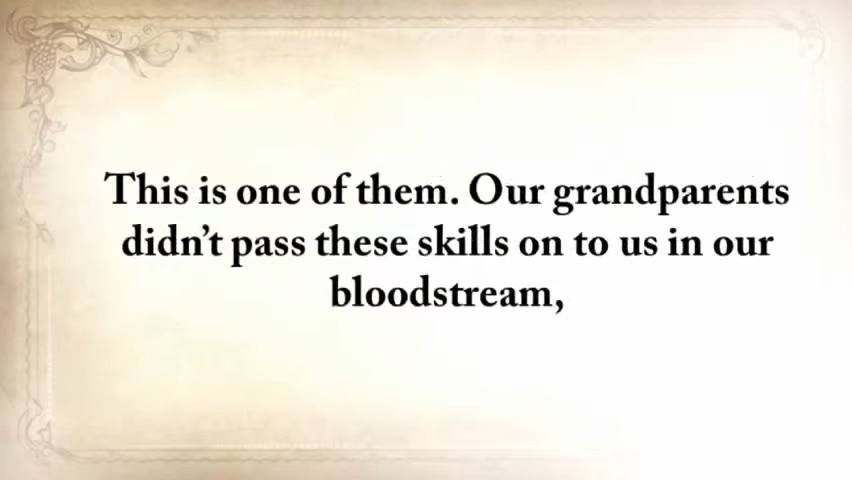 This is one of them. Our grandparents
didn’t pass these skills on to us in our
bloodstream,